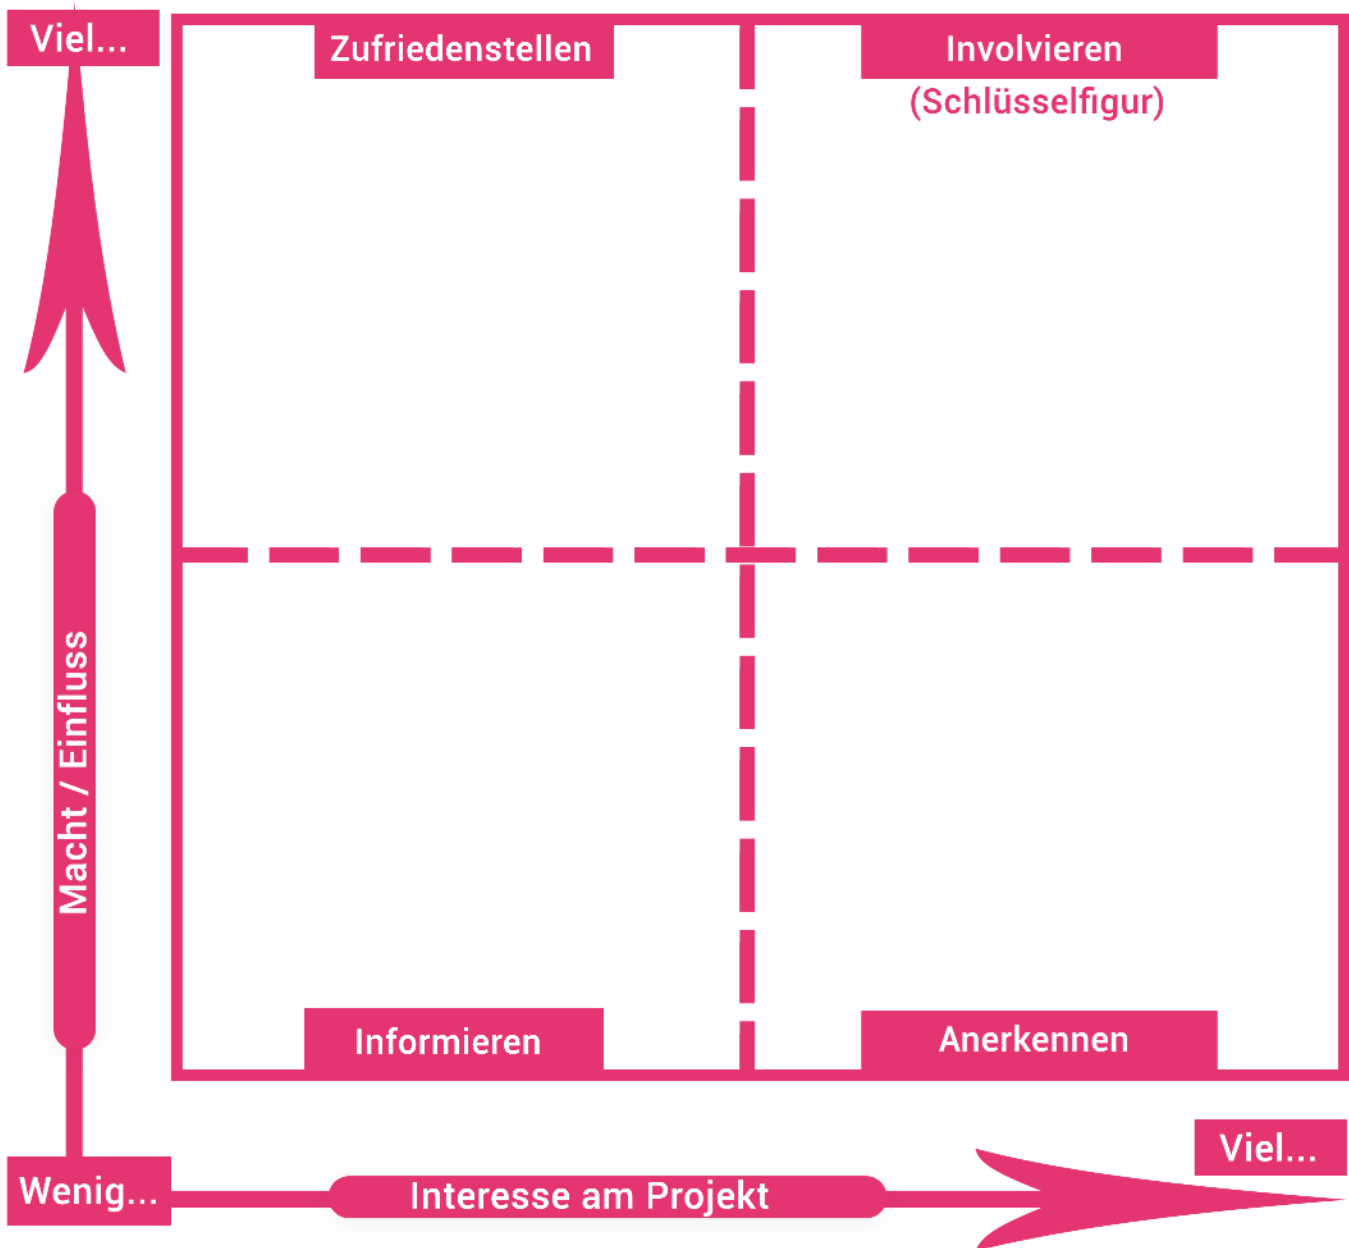 Viel...
Zufriedenstellen
Involvieren
(Schlüsselfigur)
Macht / Einfluss
Informieren
Anerkennen
Viel...
Wenig...
Interesse am Projekt